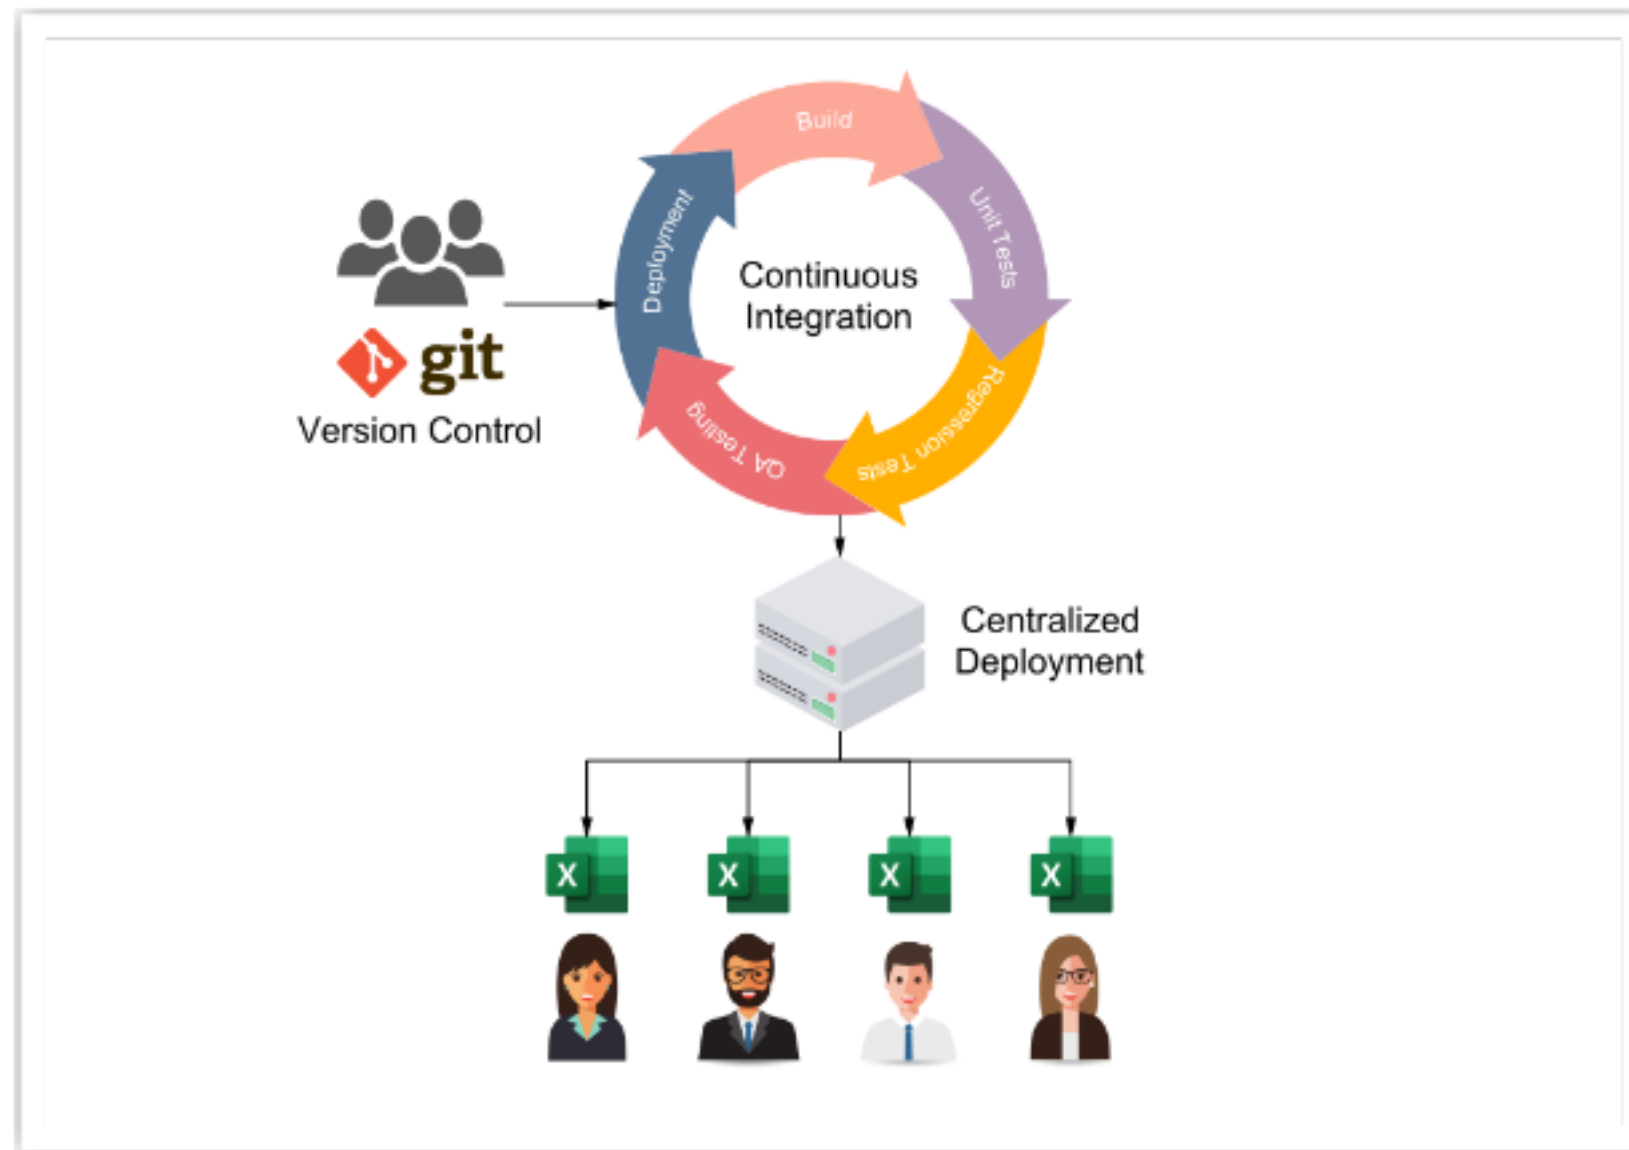 Build
Unit Tests
Regression Tests
QA Testing
Deployment
Continuous
Integration
git
Version Control
Centralized
Deployment
X
X
X
X